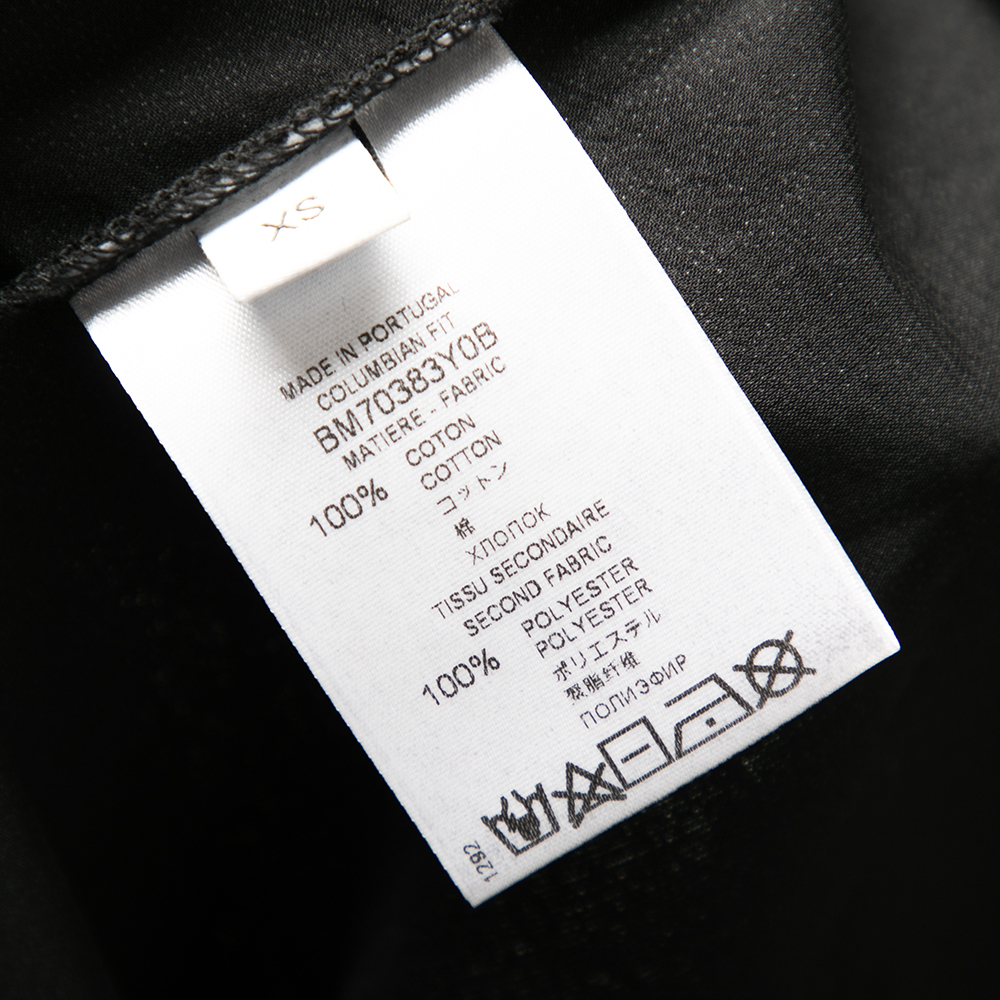 XS
MADE IN PORTUGAL
COLUMBIAN FIT
BM70383Y0B
MATIERE - FABRIC
100% COTON
COTTON
コットン
棉
ХЛОПОК
TISSU SECONDAIRE
SECOND FABRIC
100% POLYESTER
POLYESTER
ポリエステル
聚脂纤维
ПОЛИЭФИР
1292